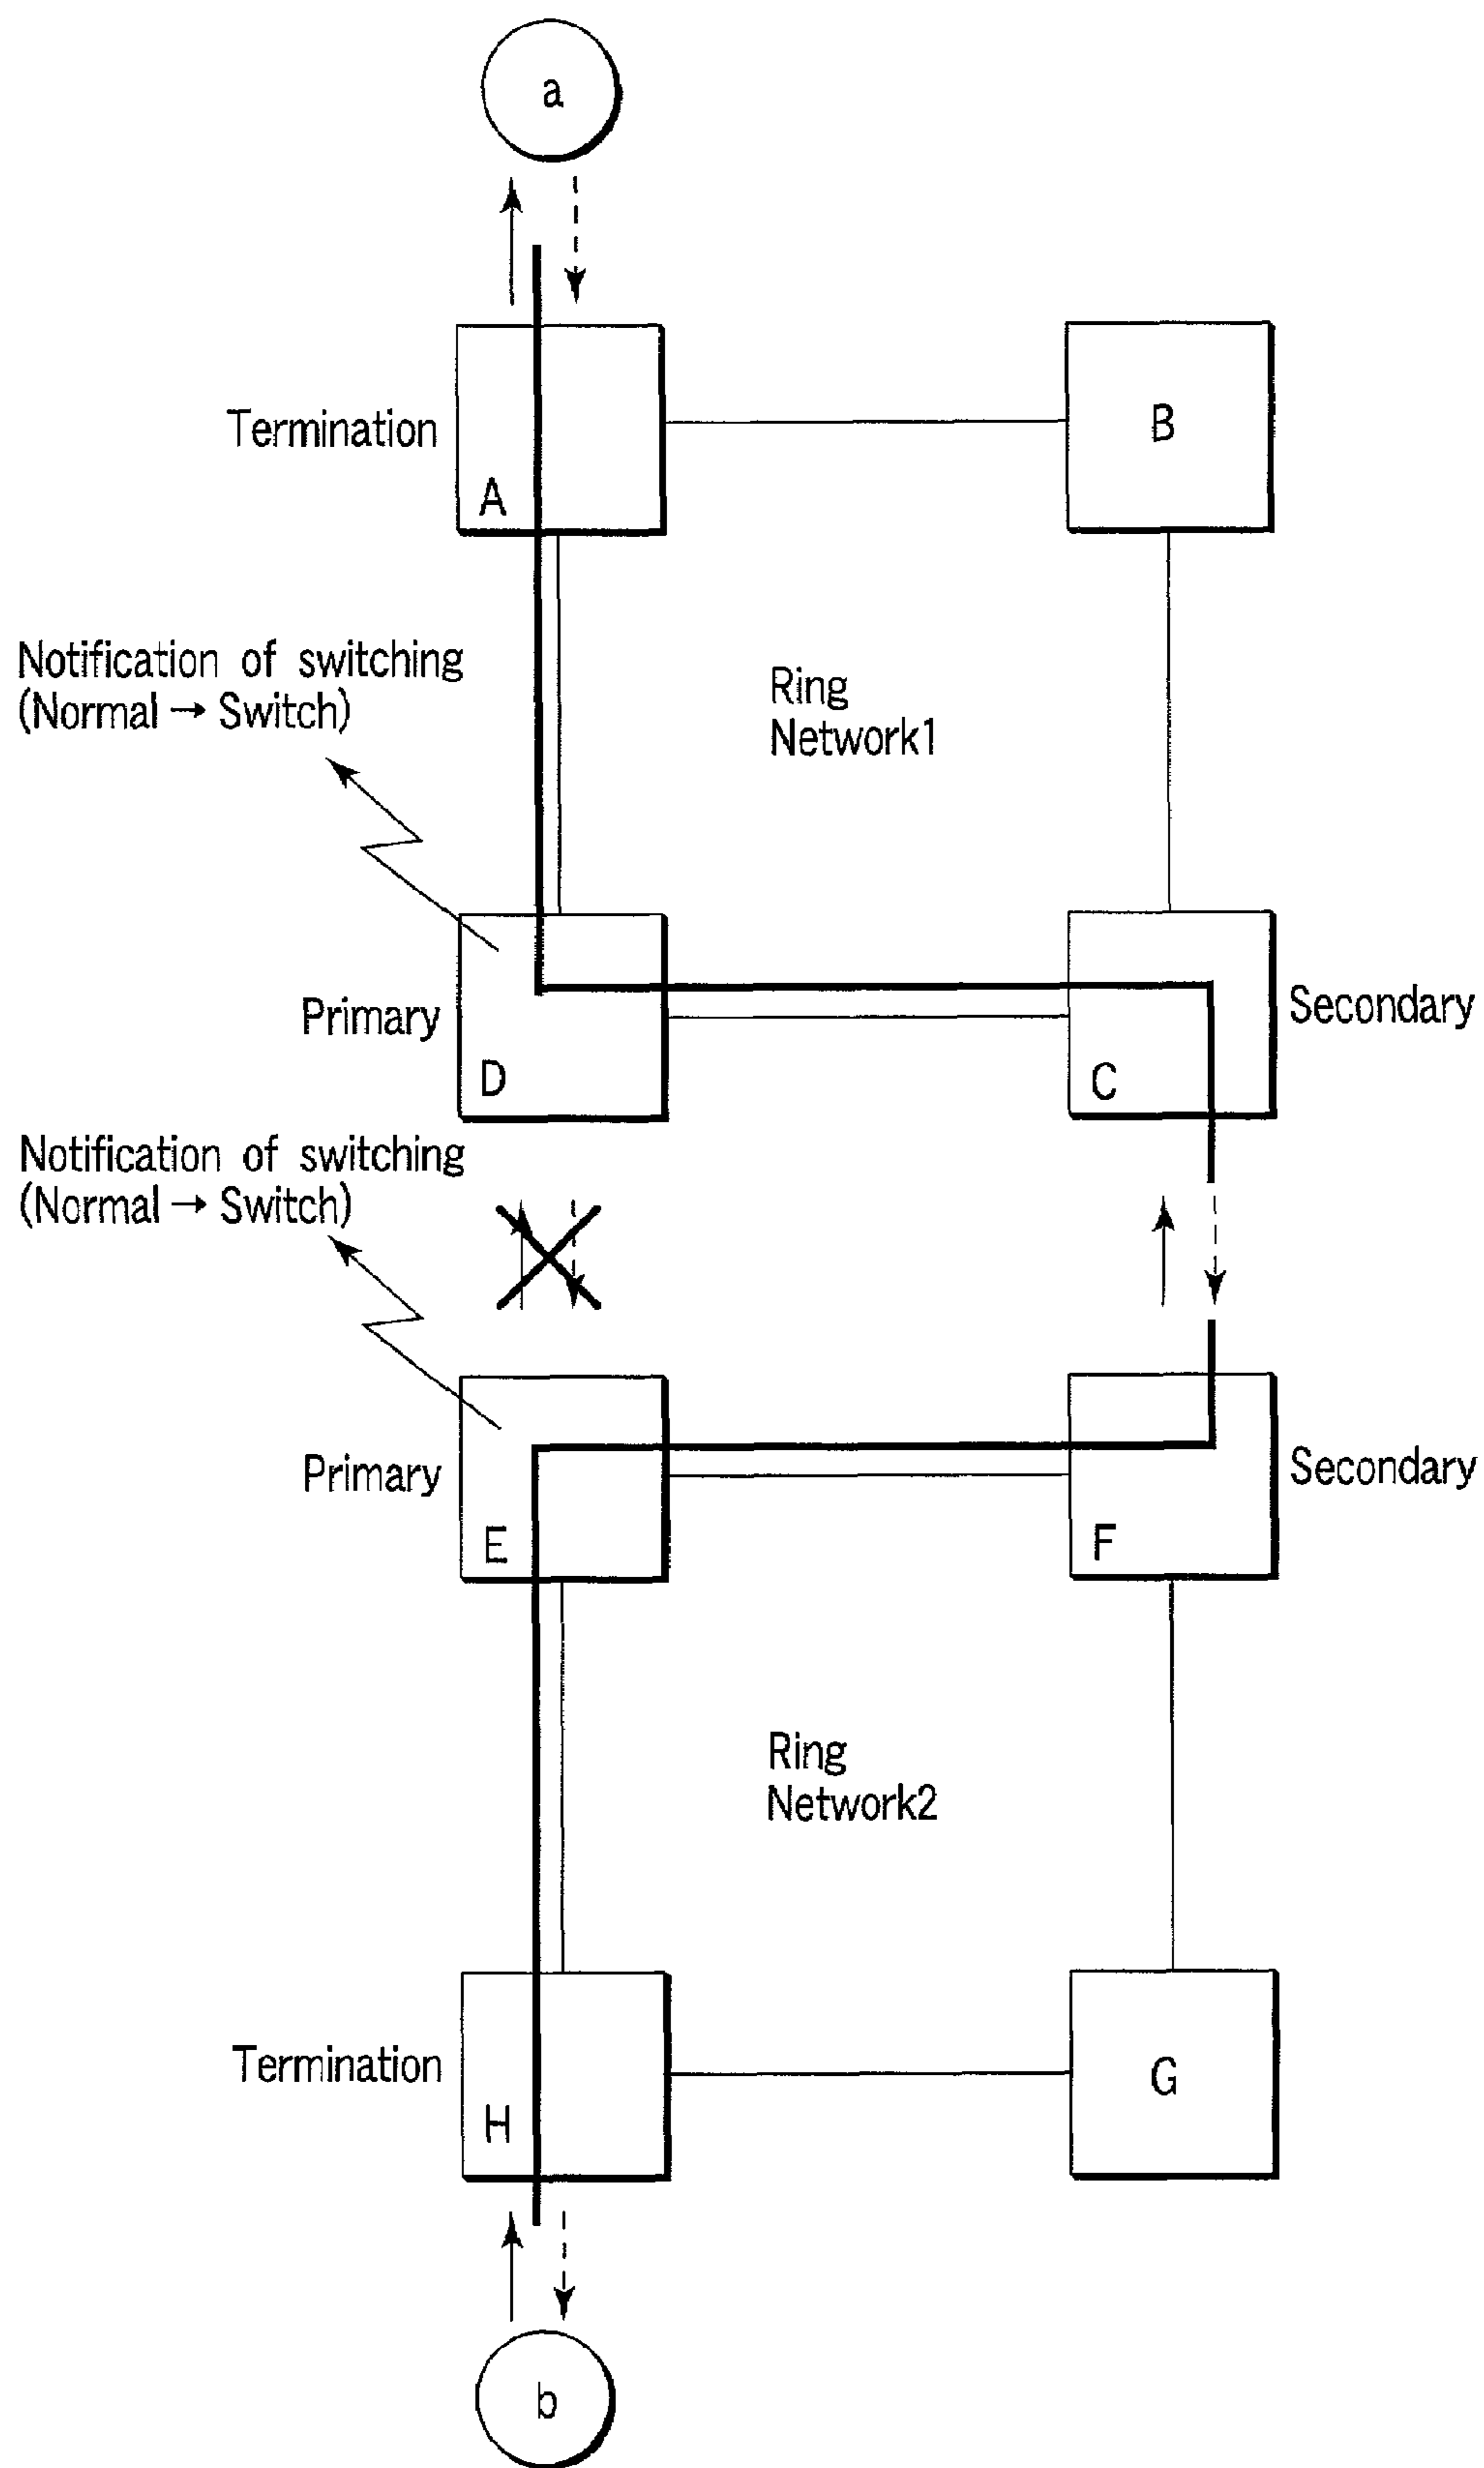 a
Termination
A
B
Notification of switching
(Normal → Switch)
Ring
Network1
Primary
D
C
Secondary
Notification of switching
(Normal → Switch)
Primary
E
F
Secondary
Ring
Network2
Termination
H
G
b